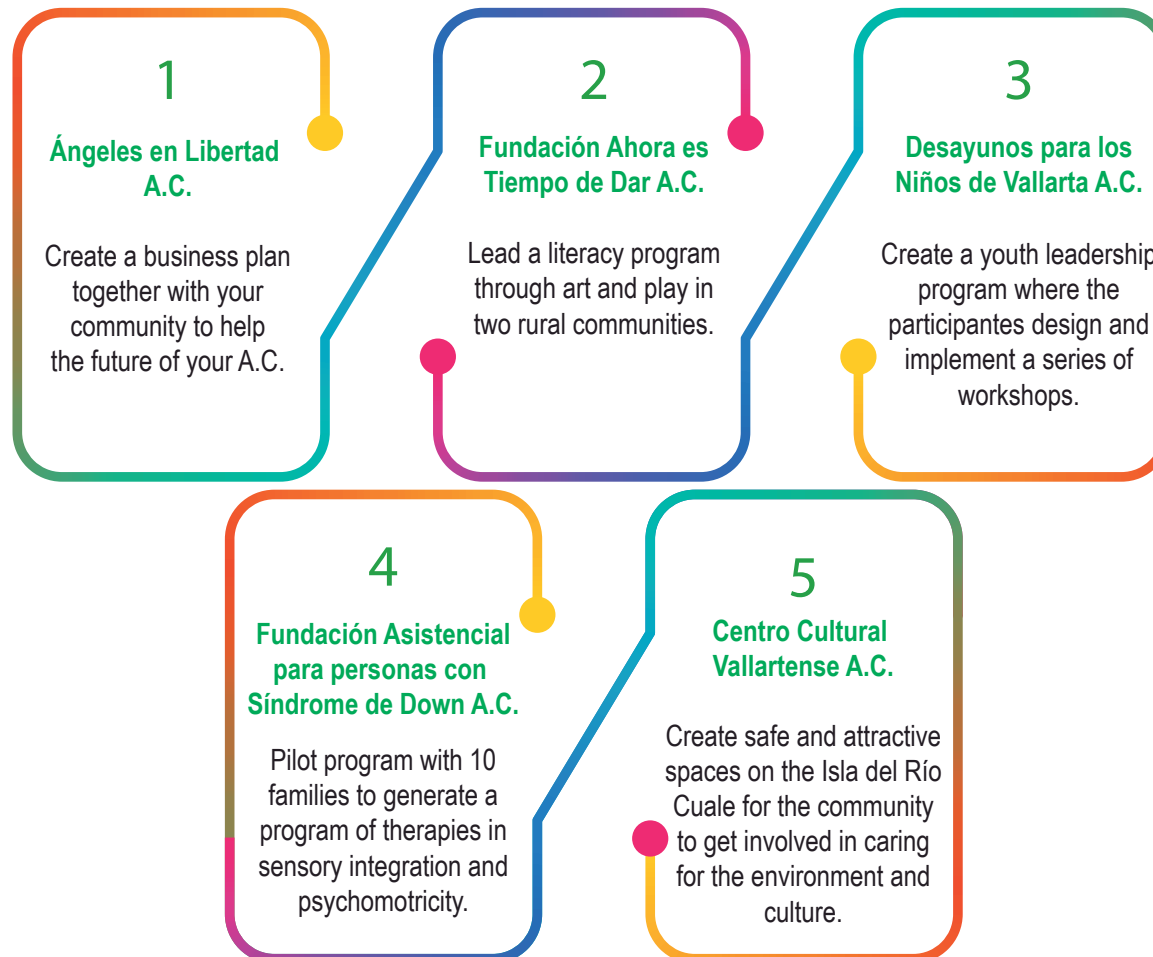 1
Ángeles en Libertad
A.C.
Create a business plan
together with your
community to help
the future of your A.C.
2
Fundación Ahora es
Tiempo de Dar A.C.
Lead a literacy program
through art and play in
two rural communities.
3
Desayunos para los
Niños de Vallarta A.C.
Create a youth leadership
program where the
participantes design and
implement a series of
workshops.
4
Fundación Asistencial
para personas con
Síndrome de Down A.C.
Pilot program with 10
families to generate a
program of therapies in
sensory integration and
psychomotricity.
5
Centro Cultural
Vallartense A.C.
Create safe and attractive
spaces on the Isla del Río
Cuale for the community
to get involved in caring
for the environment and
culture.